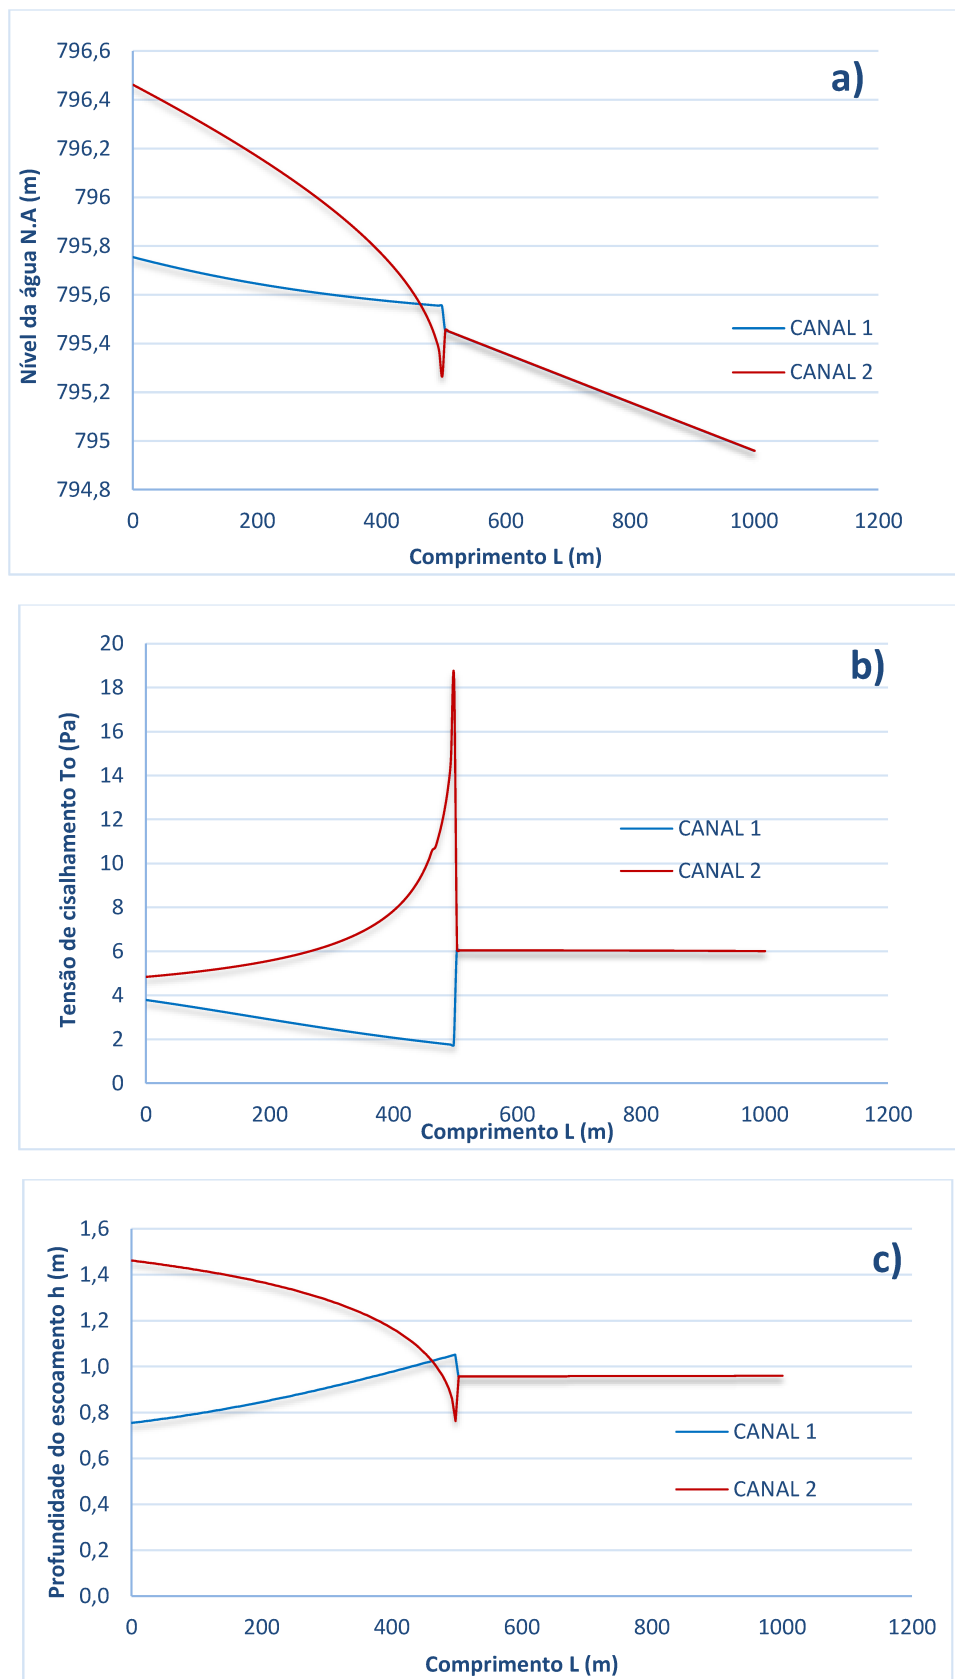 a)
796,6
796,4
796,2
796
795,8
795,6
795,4
795,2
795
794,8
Nível da água N.A (m)
CANAL 1
CANAL 2
0 200 400 600 800 1000 1200
Comprimento L (m)
b)
20
18
16
14
12
10
8
6
4
2
0
Tensão de cisalhamento To (Pa)
CANAL 1
CANAL 2
0 200 400 600 800 1000 1200
Comprimento L (m)
c)
1,6
1,4
1,2
1,0
0,8
0,6
0,4
0,2
0,0
Profundidade do escoamento h (m)
CANAL 1
CANAL 2
0 200 400 600 800 1000 1200
Comprimento L (m)